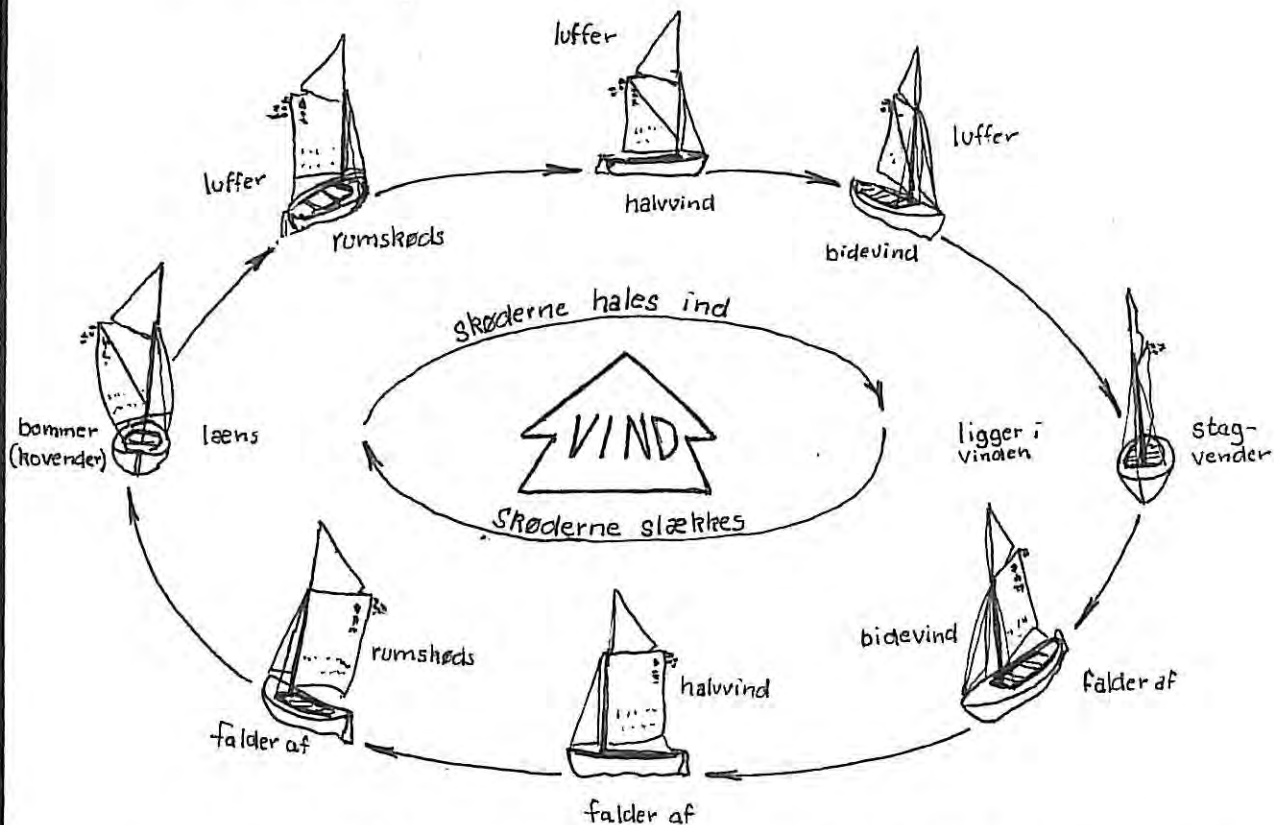 luffer
luffer
luffer
halvvind
luffer
rumskøds
bidevind
skøderne hales ind
VIND
bommer
(kovender)
læns
ligger i
vinden
stag-
vender
Skøderne slækkes
bidevind
rumskøds
halvvind
falder af
falder af
falder af